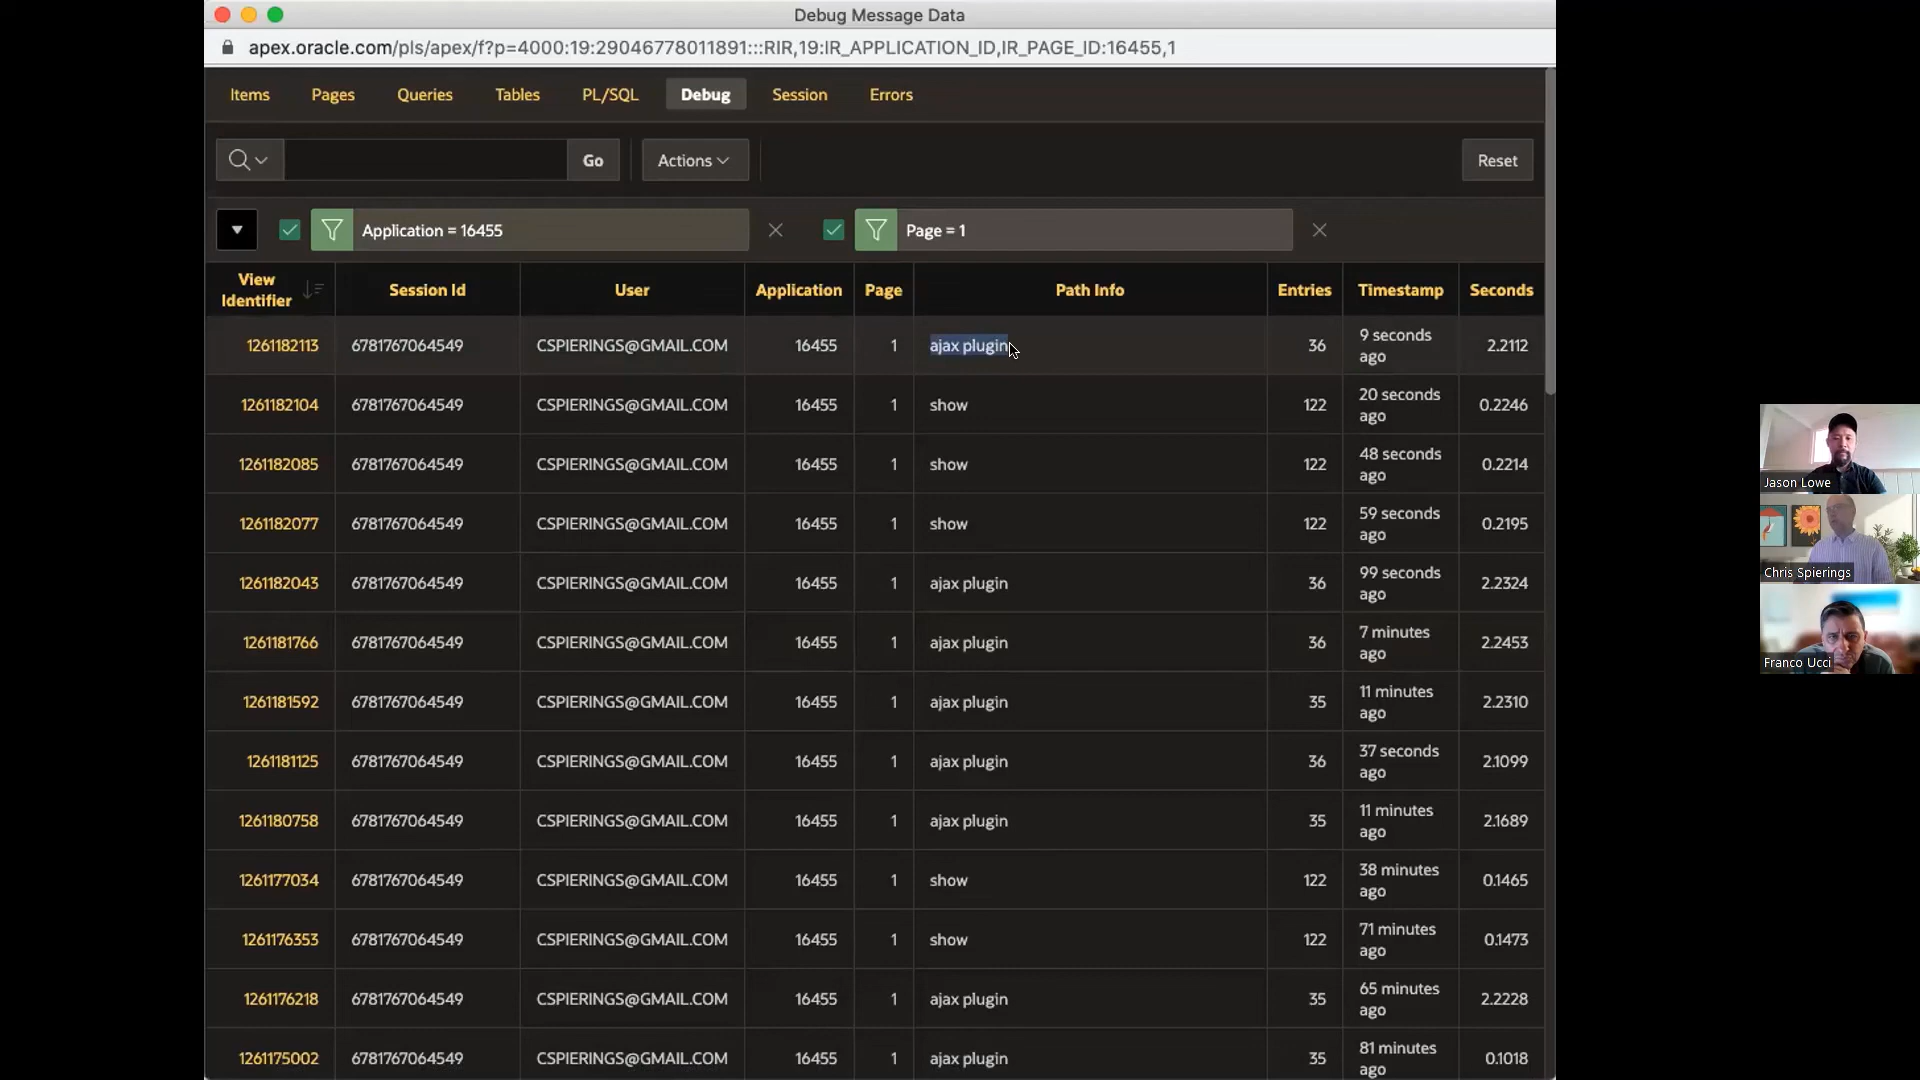 Debug Message Data
apex.oracle.com/pls/apex/f?p=4000:19:29046778011891:::RIR,19:IR_APPLICATION_ID,IR_PAGE_ID:16455,1
Items Pages Queries Tables PL/SQL Debug Session Errors
Go Actions Reset
Application = 16455 Page = 1
View Identifier Session Id User Application Page Path Info Entries Timestamp Seconds
1261182113 6781767064549 CSPIERINGS@GMAIL.COM 16455 1 ajax plugin 36 9 seconds ago 2.2112
1261182104 6781767064549 CSPIERINGS@GMAIL.COM 16455 1 show 122 20 seconds ago 0.2246
1261182085 6781767064549 CSPIERINGS@GMAIL.COM 16455 1 show 122 48 seconds ago 0.2214
1261182077 6781767064549 CSPIERINGS@GMAIL.COM 16455 1 show 122 59 seconds ago 0.2195
1261182043 6781767064549 CSPIERINGS@GMAIL.COM 16455 1 ajax plugin 36 99 seconds ago 2.2324
1261181766 6781767064549 CSPIERINGS@GMAIL.COM 16455 1 ajax plugin 36 7 minutes ago 2.2453
1261181592 6781767064549 CSPIERINGS@GMAIL.COM 16455 1 ajax plugin 35 11 minutes ago 2.2310
1261181125 6781767064549 CSPIERINGS@GMAIL.COM 16455 1 ajax plugin 36 37 seconds ago 2.1099
1261180758 6781767064549 CSPIERINGS@GMAIL.COM 16455 1 ajax plugin 35 11 minutes ago 2.1689
1261177034 6781767064549 CSPIERINGS@GMAIL.COM 16455 1 show 122 38 minutes ago 0.1465
1261176353 6781767064549 CSPIERINGS@GMAIL.COM 16455 1 show 122 71 minutes ago 0.1473
1261176218 6781767064549 CSPIERINGS@GMAIL.COM 16455 1 ajax plugin 35 65 minutes ago 2.2228
1261175002 6781767064549 CSPIERINGS@GMAIL.COM 16455 1 ajax plugin 35 81 minutes ago 0.1018
Jason Lowe
Chris Spierings
Franco Ucci